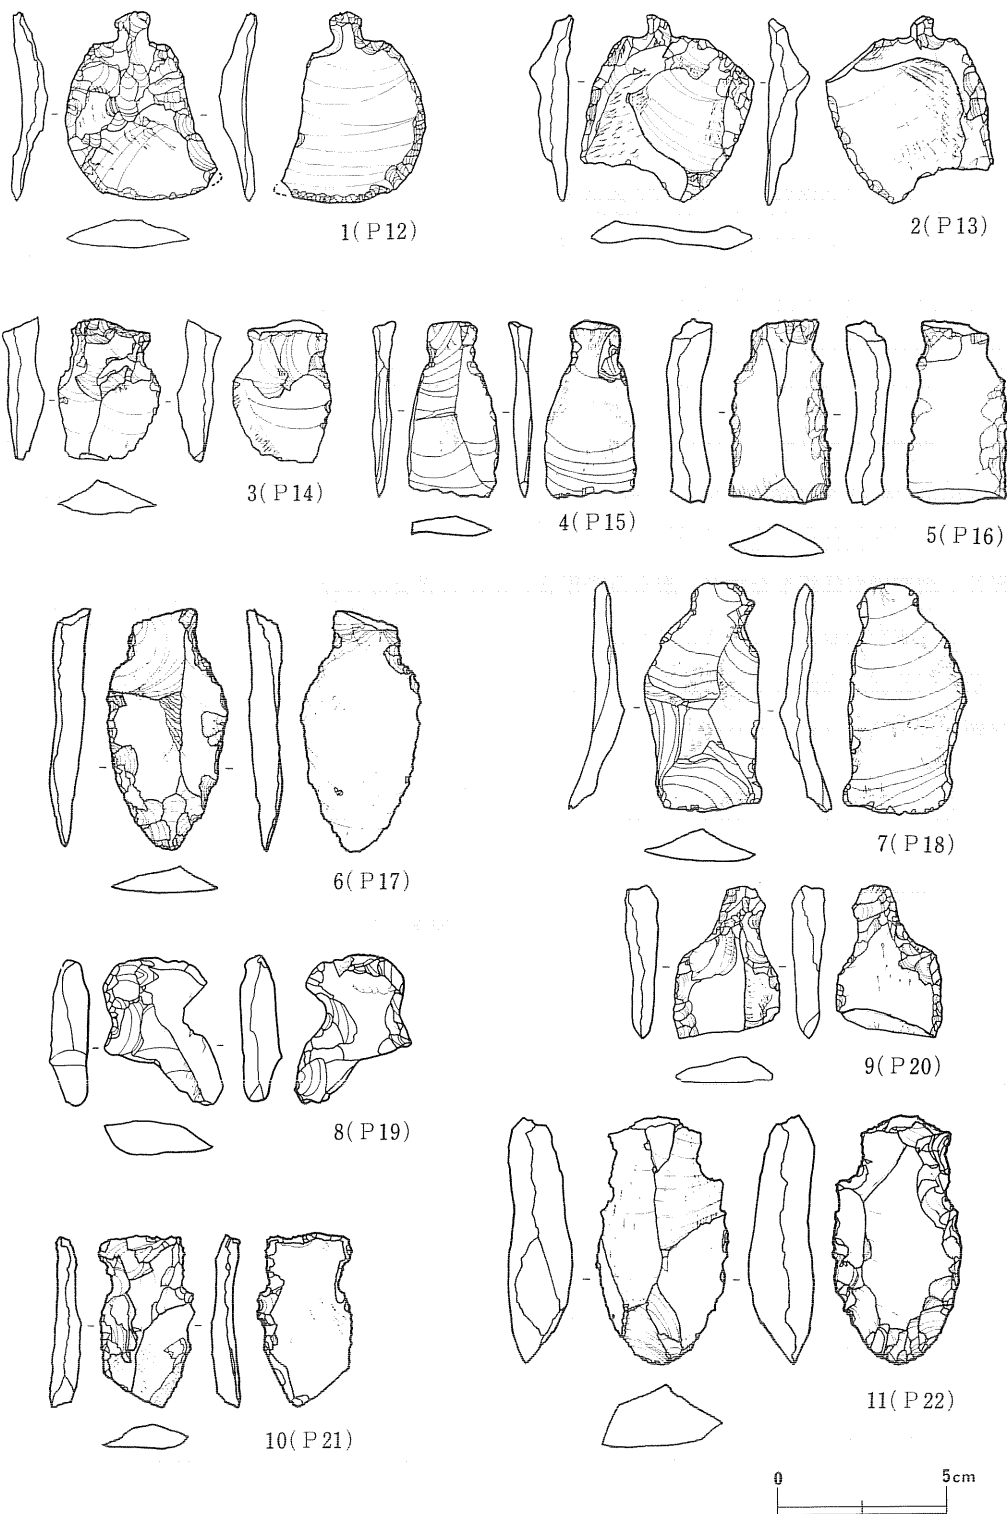 1(P12)
2(P13)
3(P14)
4(P15)
5(P16)
6(P17)
7(P18)
8(P19)
9(P20)
10(P21)
11(P22)
0 5cm